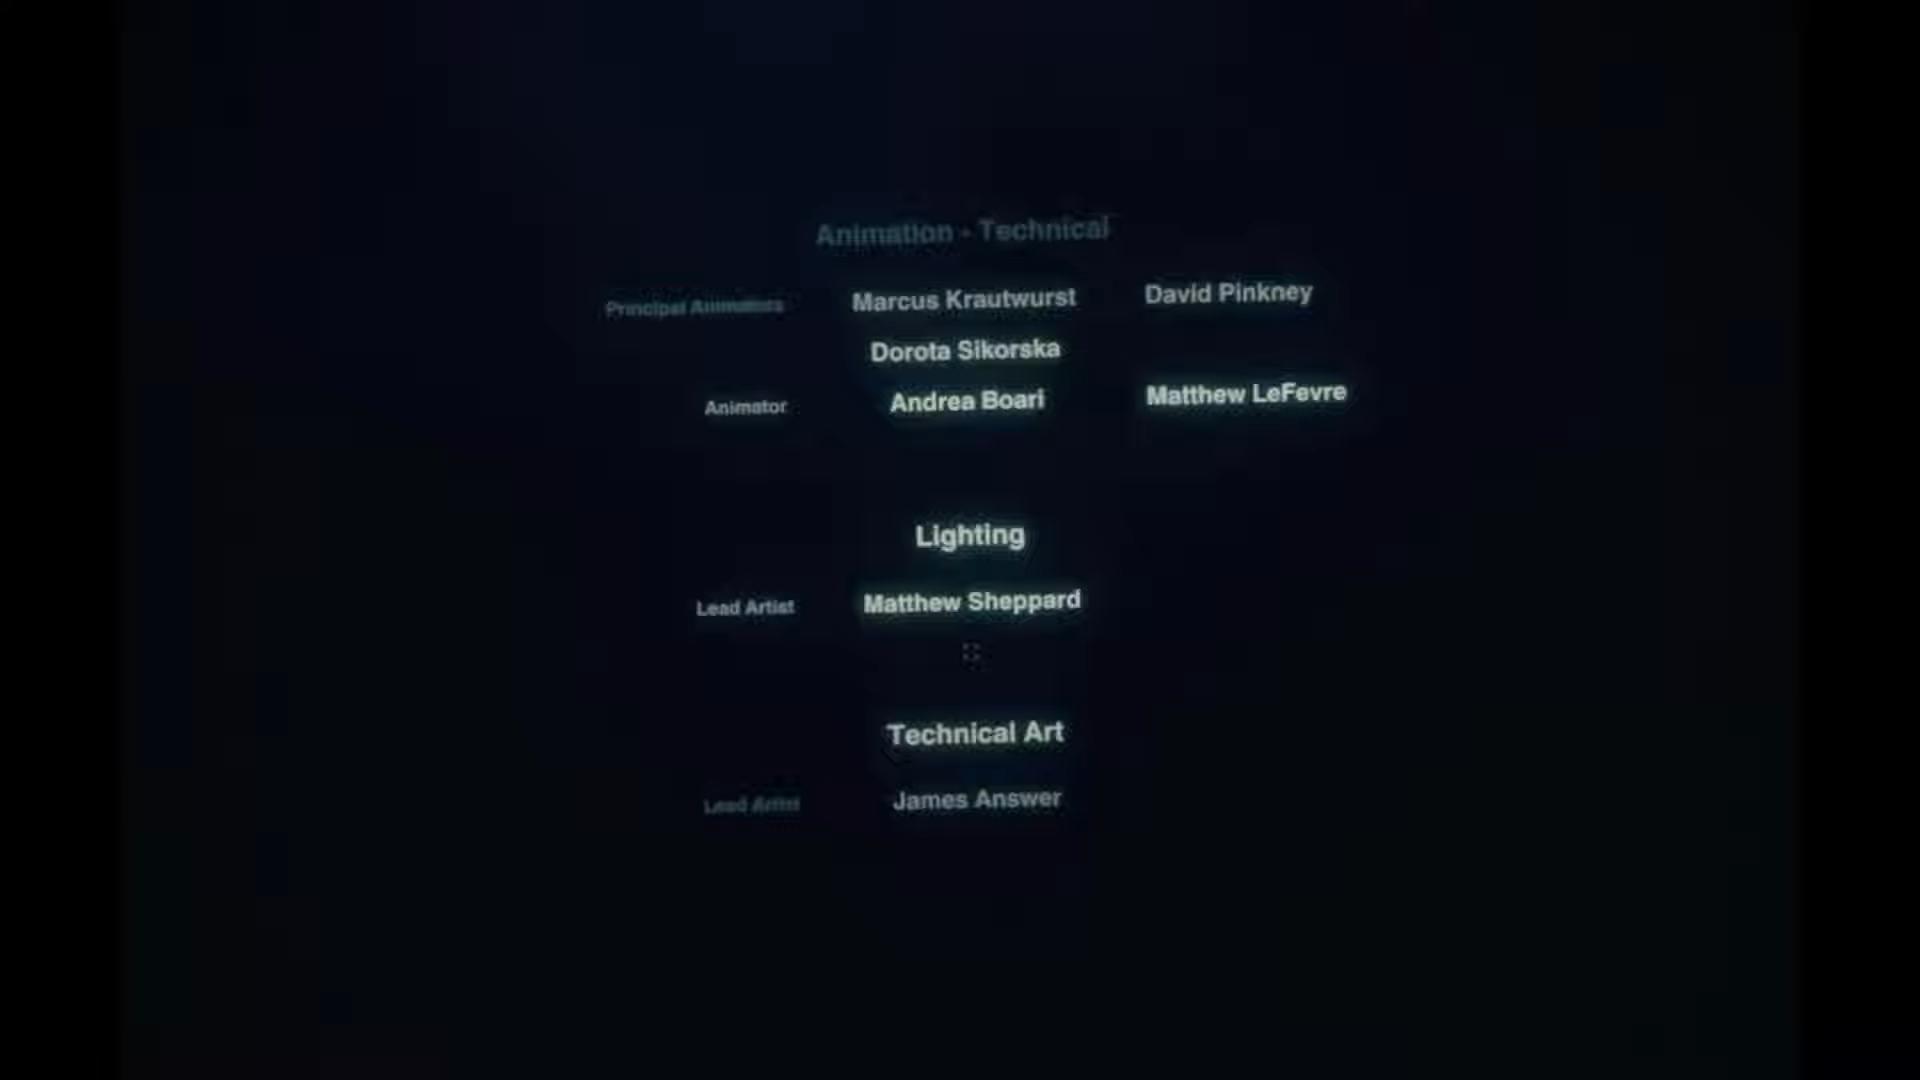 Animation - Technical
Principal Animators Marcus Krautwurst David Pinkney
Dorota Sikorska
Animator Andrea Boari Matthew LeFevre
Lighting
Lead Artist Matthew Sheppard
Technical Art
Lead Artist James Answer